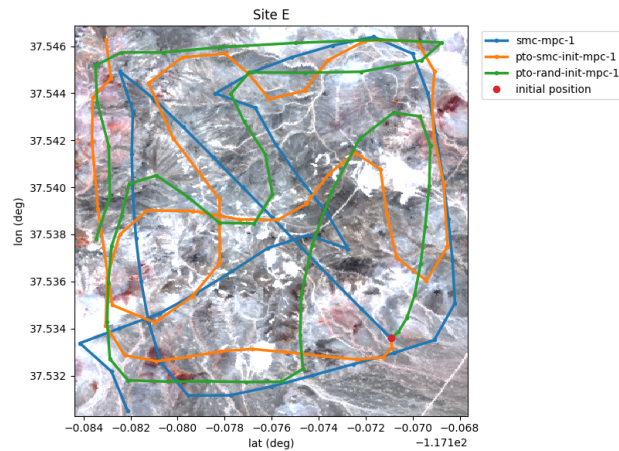 Site E
smc-mpc-1
pto-smc-init-mpc-1
pto-rand-init-mpc-1
initial position
37.546
37.544
37.542
37.540
37.538
37.536
37.534
37.532
lon (deg)
−0.084 −0.082 −0.080 −0.078 −0.076 −0.074 −0.072 −0.070 −0.068
lat (deg)
−1.171e2